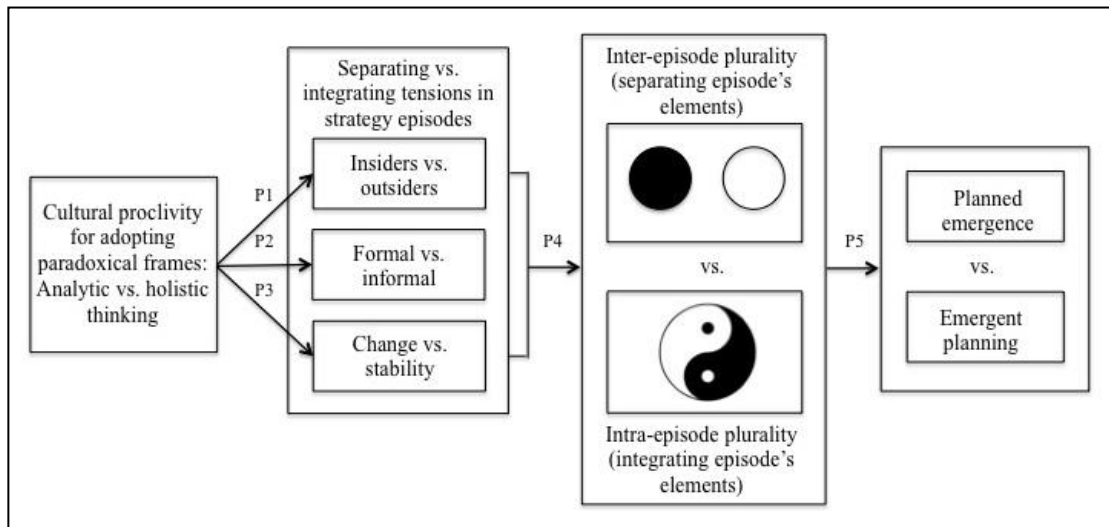 Cultural proclivity
for adopting
paradoxical frames:
Analytic vs. holistic
thinking
P1
P2
P3
Separating vs.
integrating tensions in
strategy episodes
Insiders vs.
outsiders
Formal vs.
informal
Change vs.
stability
P4
Inter-episode plurality
(separating episode’s
elements)
vs.
Intra-episode plurality
(integrating episode’s
elements)
P5
Planned
emergence
vs.
Emergent
planning